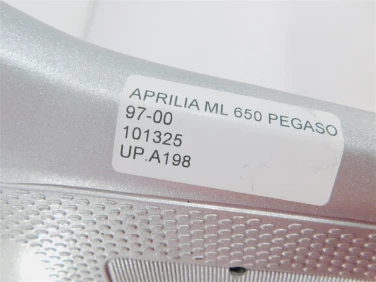 APRILIA ML 650 PEGASO
97-00
101325
UP.A198